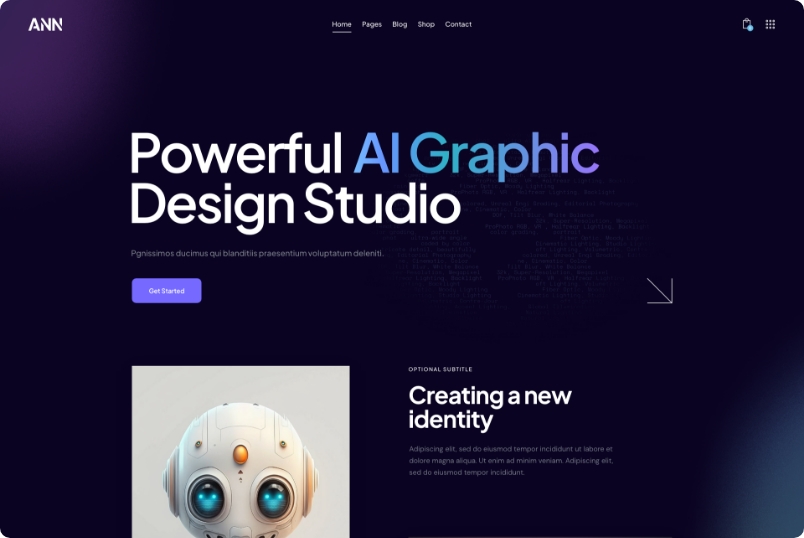 ANN
Home Pages Blog Shop Contact
Powerful AI Graphic
Design Studio
Pgnissimos ducimus qui blanditiis praesentium voluptatum deleniti.
Get Started
OPTIONAL SUBTITLE
Creating a new
identity
Adipiscing elit, sed do eiusmod tempor incididunt ut labore et
dolore magna aliqua. Ut enim ad minim veniam. Adipiscing elit,
sed do eiusmod tempor incididunt.